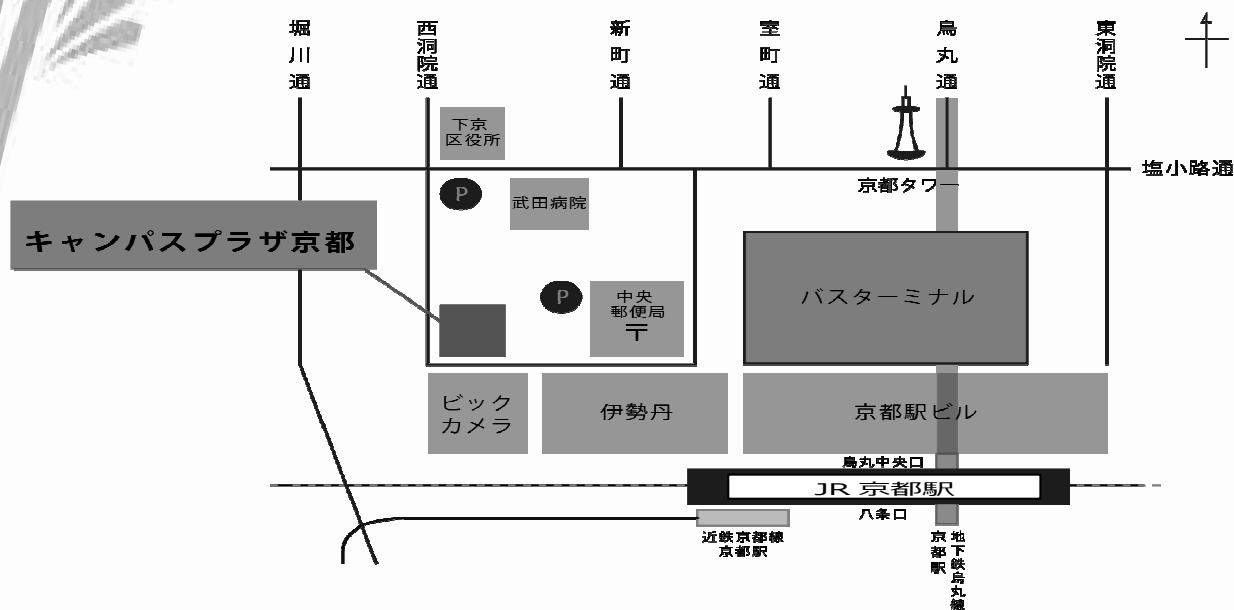 堀川通
西洞院通
新町通
室町通
烏丸通
東洞院通
下京
区役所
塩小路通
P
武田病院
京都タワー
キャンパスプラザ京都
P
中央
郵便局
〒
バスターミナル
ビック
カメラ
伊勢丹
京都駅ビル
烏丸中央口
JR 京都駅
八条口
近鉄京都線
京都駅
地下鉄烏丸線
京都駅